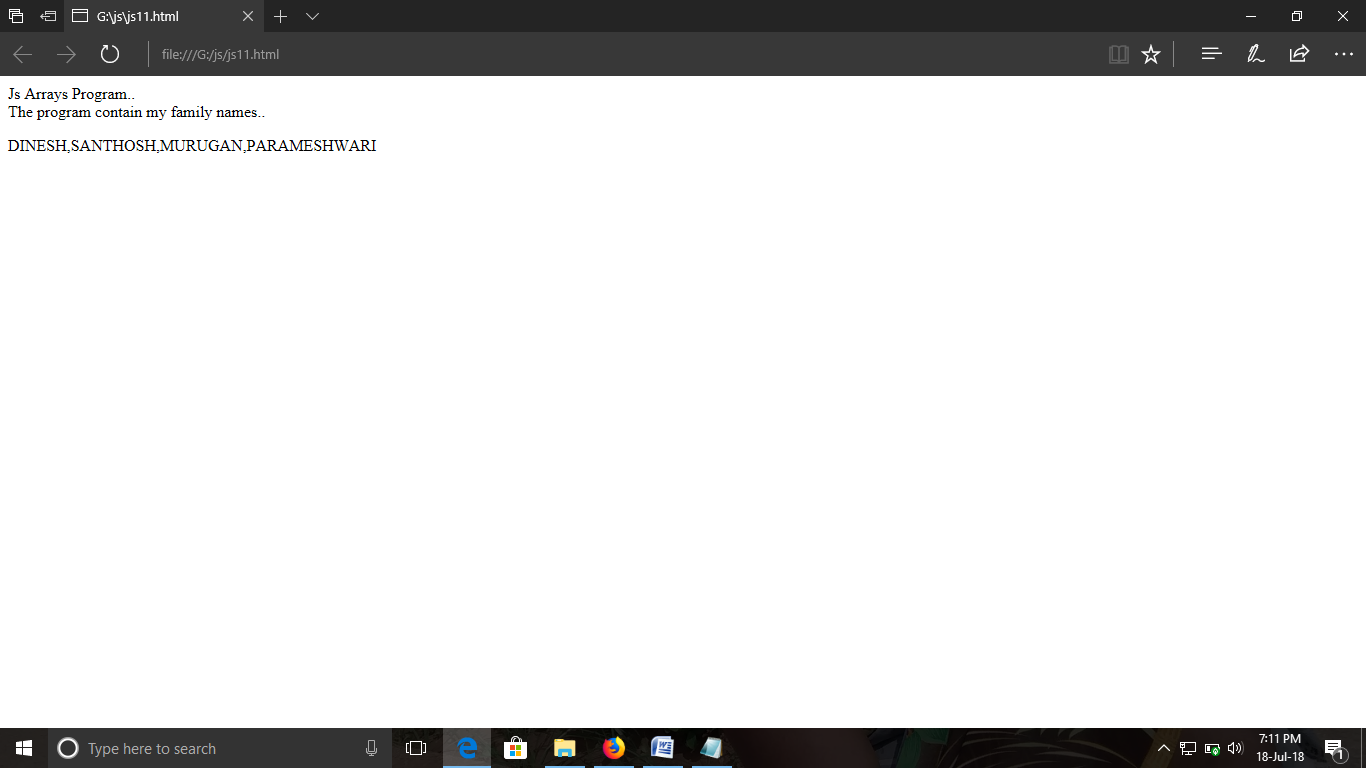 G:\js\js11.html
file:///G:/js/js11.html
Js Arrays Program..
The program contain my family names..
DINESH,SANTHOSH,MURUGAN,PARAMESHWARI
Type here to search
7:11 PM
18-Jul-18
1